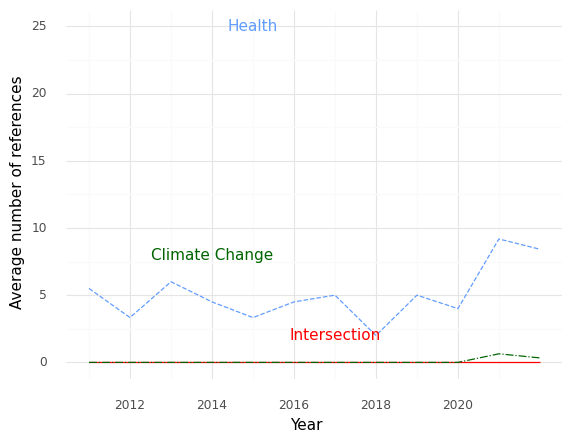 25
Health
20
15
10
Climate Change
5
Intersection
0
2012 2014 2016 2018 2020
Year
Average number of references